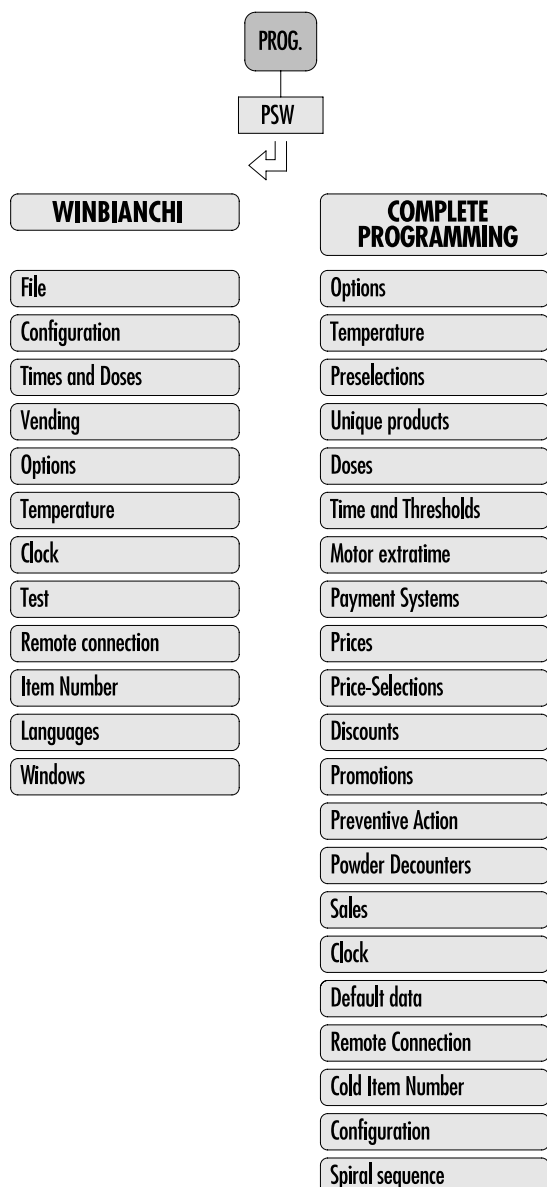 PROG.
PSW
WINBIANCHI
File
Configuration
Times and Doses
Vending
Options
Temperature
Clock
Test
Remote connection
Item Number
Languages
Windows
COMPLETE
PROGRAMMING
Options
Temperature
Preselections
Unique products
Doses
Time and Thresholds
Motor extratime
Payment Systems
Prices
Price-Selections
Discounts
Promotions
Preventive Action
Powder Decounters
Sales
Clock
Default data
Remote Connection
Cold Item Number
Configuration
Spiral sequence